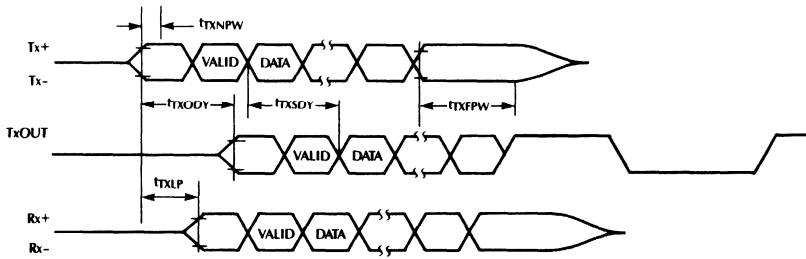 tTXNPW
Tx+
VALID
DATA
Tx–
tTXODY
tTXSDY
tTXFPW
TxOUT
VALID
DATA
tTXLP
Rx+
VALID
DATA
Rx–